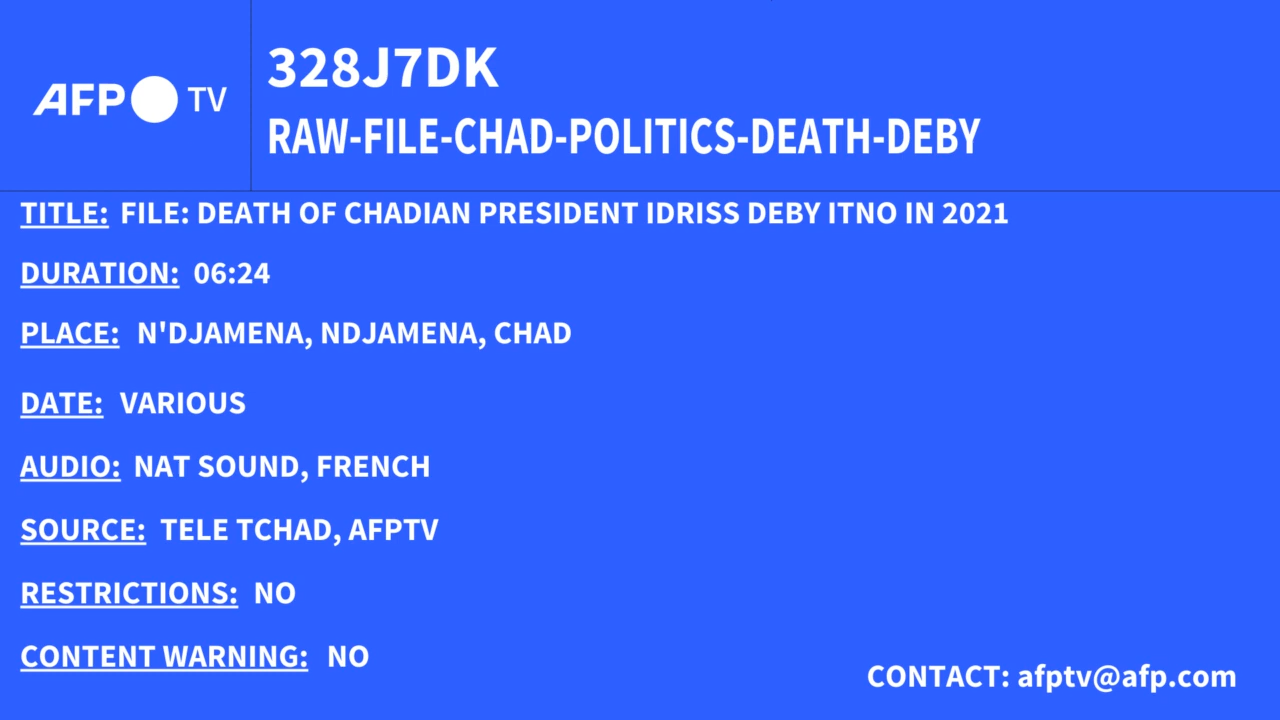 AFP TV
328J7DK
RAW-FILE-CHAD-POLITICS-DEATH-DEBY
TITLE: FILE: DEATH OF CHADIAN PRESIDENT IDRISS DEBY ITNO IN 2021
DURATION: 06:24
PLACE: N'DJAMENA, NDJAMENA, CHAD
DATE: VARIOUS
AUDIO: NAT SOUND, FRENCH
SOURCE: TELE TCHAD, AFPTV
RESTRICTIONS: NO
CONTENT WARNING: NO
CONTACT: afptv@afp.com